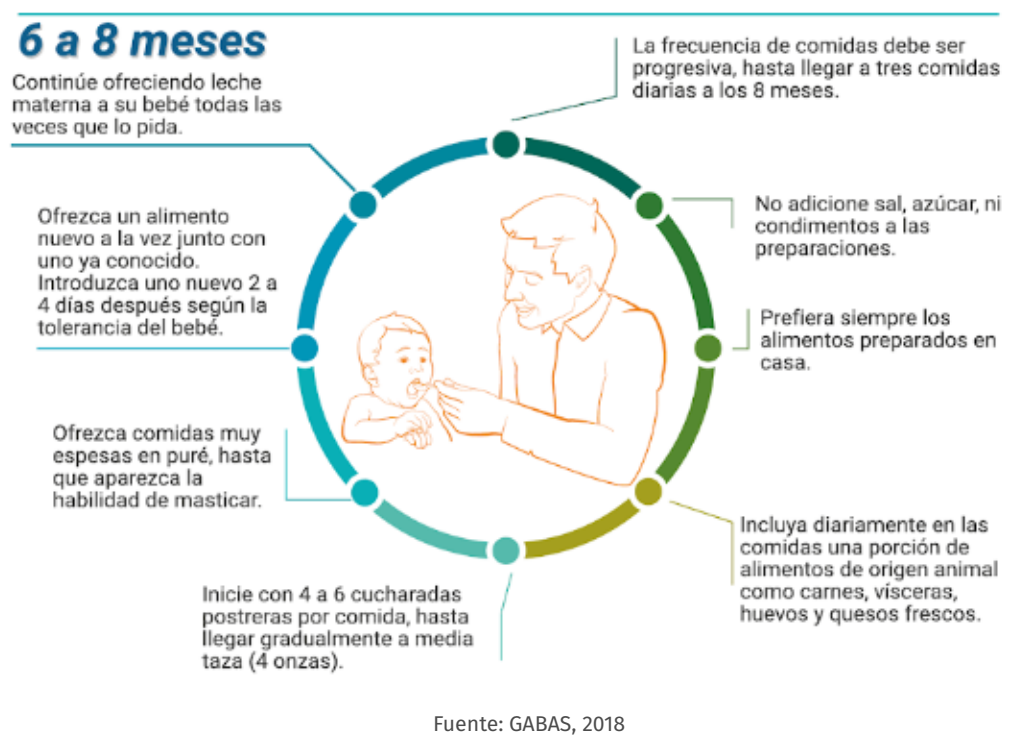 6 a 8 meses
Continúe ofreciendo leche
materna a su bebé todas las
veces que lo pida.
La frecuencia de comidas debe ser
progresiva, hasta llegar a tres comidas
diarias a los 8 meses.
No adicione sal, azúcar, ni
condimentos a las
preparaciones.
Ofrezca un alimento
nuevo a la vez junto con
uno ya conocido.
Introduzca uno nuevo 2 a
4 días después según la
tolerancia del bebé.
Prefiera siempre los
alimentos preparados en
casa.
Ofrezca comidas muy
espesas en puré, hasta
que aparezca la
habilidad de masticar.
Incluya diariamente en las
comidas una porción de
alimentos de origen animal
como carnes, vísceras,
huevos y quesos frescos.
Inicie con 4 a 6 cucharadas
postreras por comida, hasta
llegar gradualmente a media
taza (4 onzas).
Fuente: GABAS, 2018